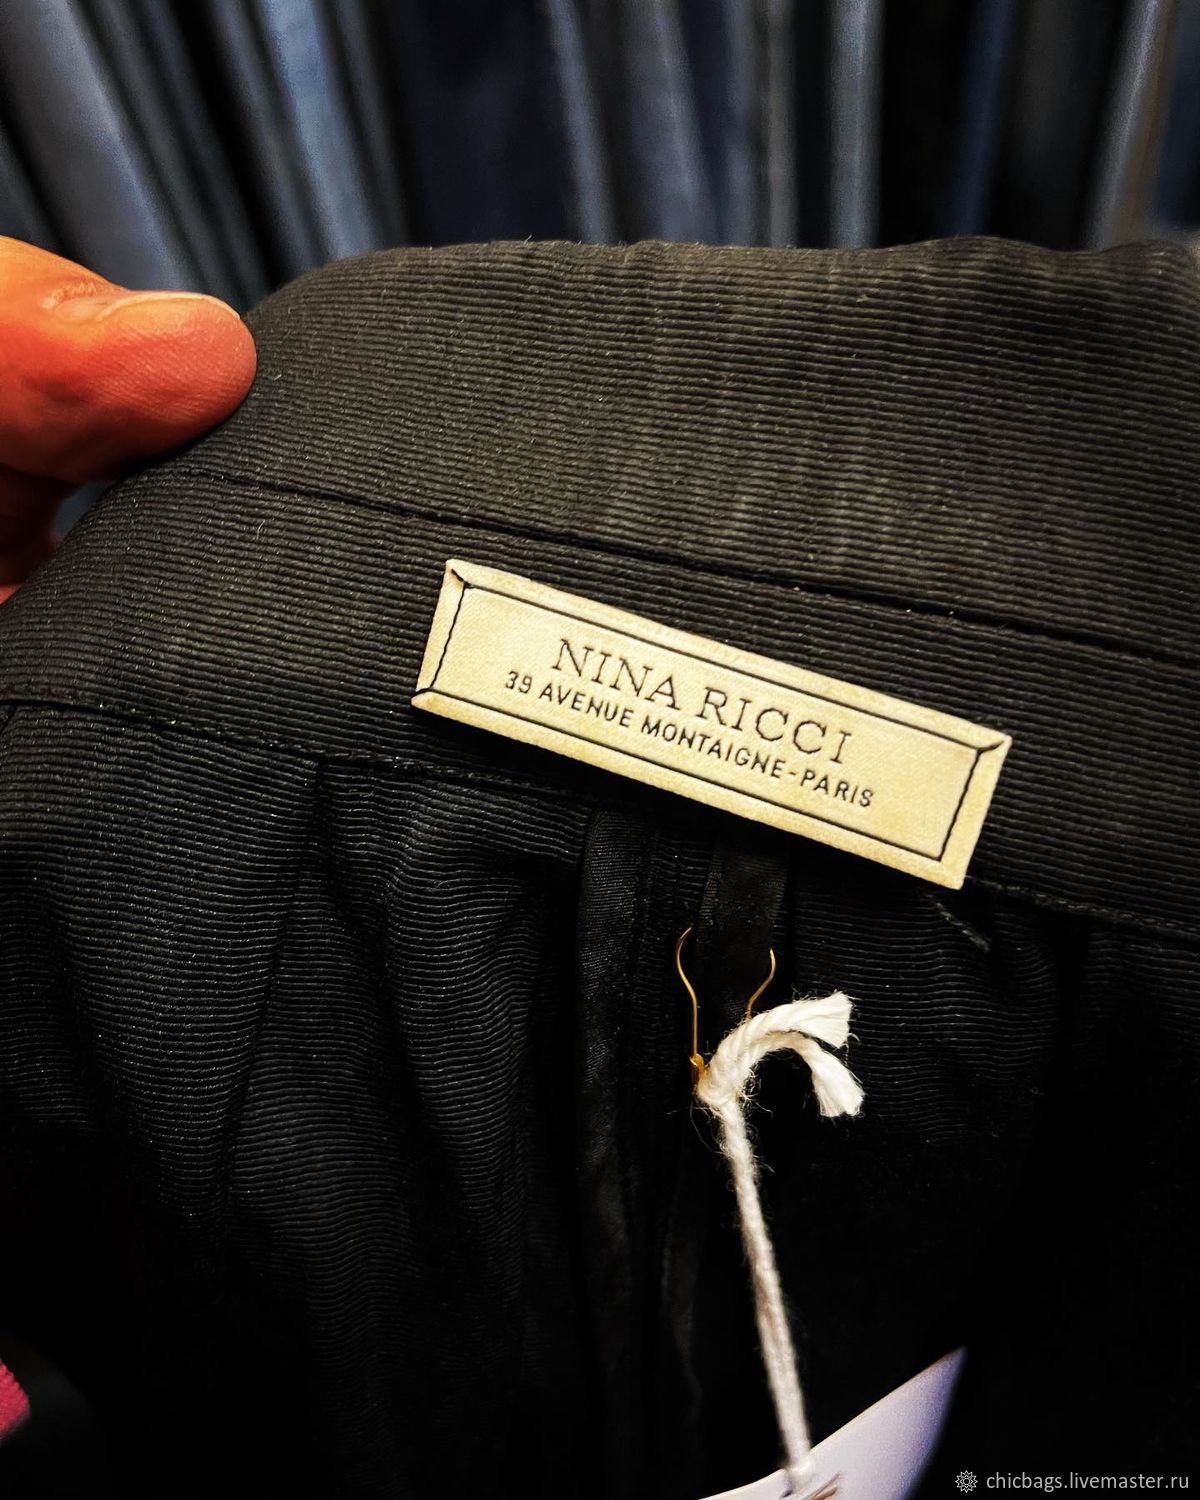 NINA RICCI
39 AVENUE MONTAIGNE-PARIS
chicbags.livemaster.ru